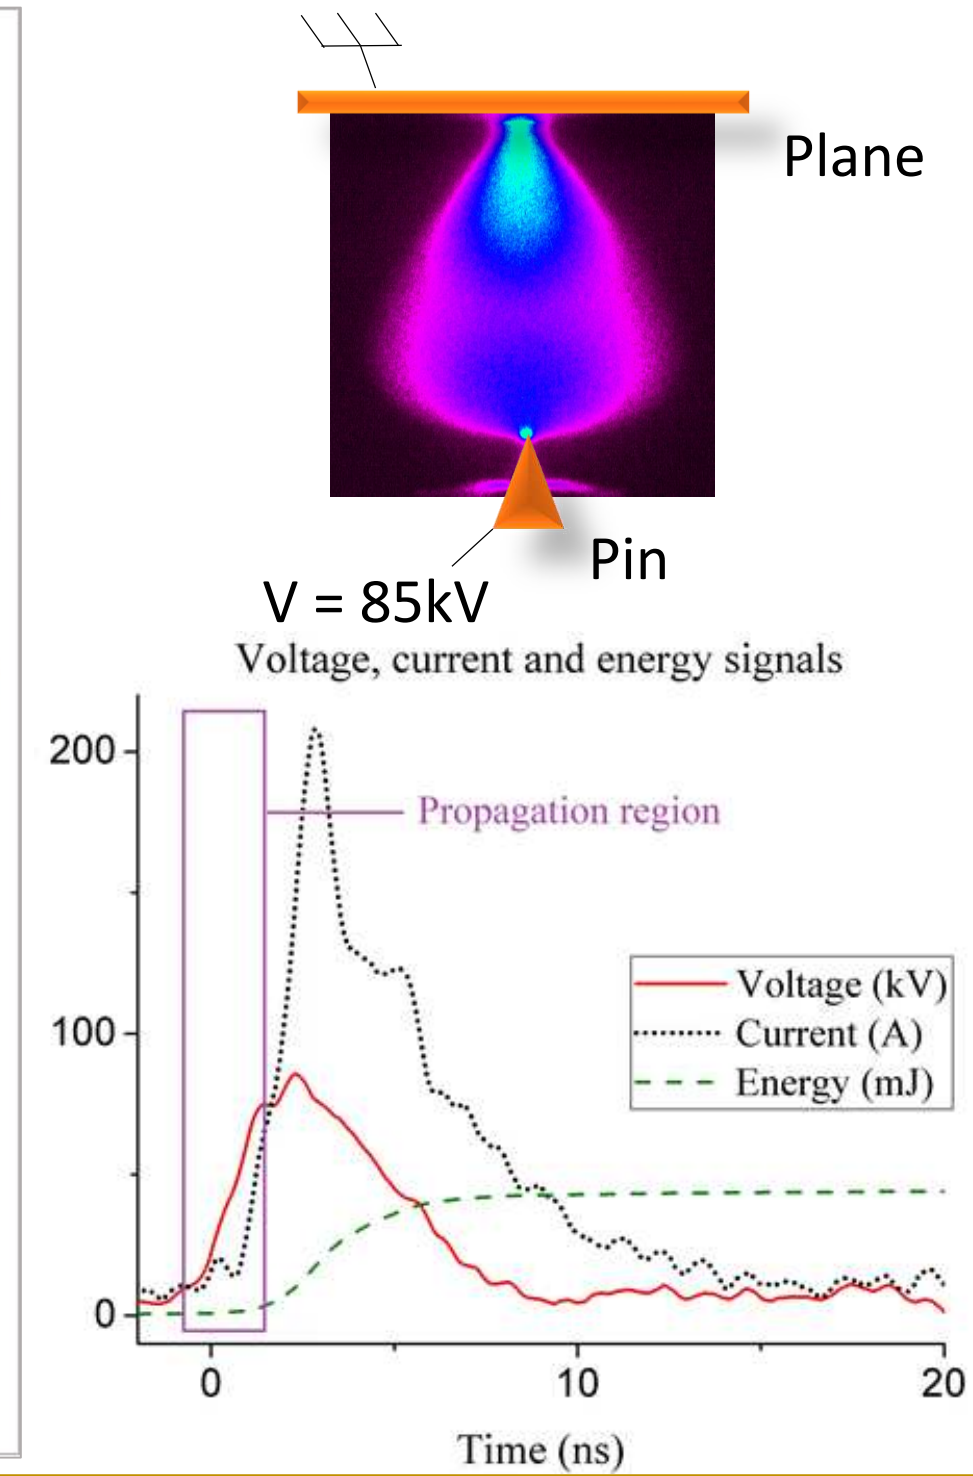 Plane
Pin
V = 85kV
Voltage, current and energy signals
200
Propagation region
Voltage (kV)
100
Current (A)
Energy (mJ)
0
0
10
20
Time (ns)